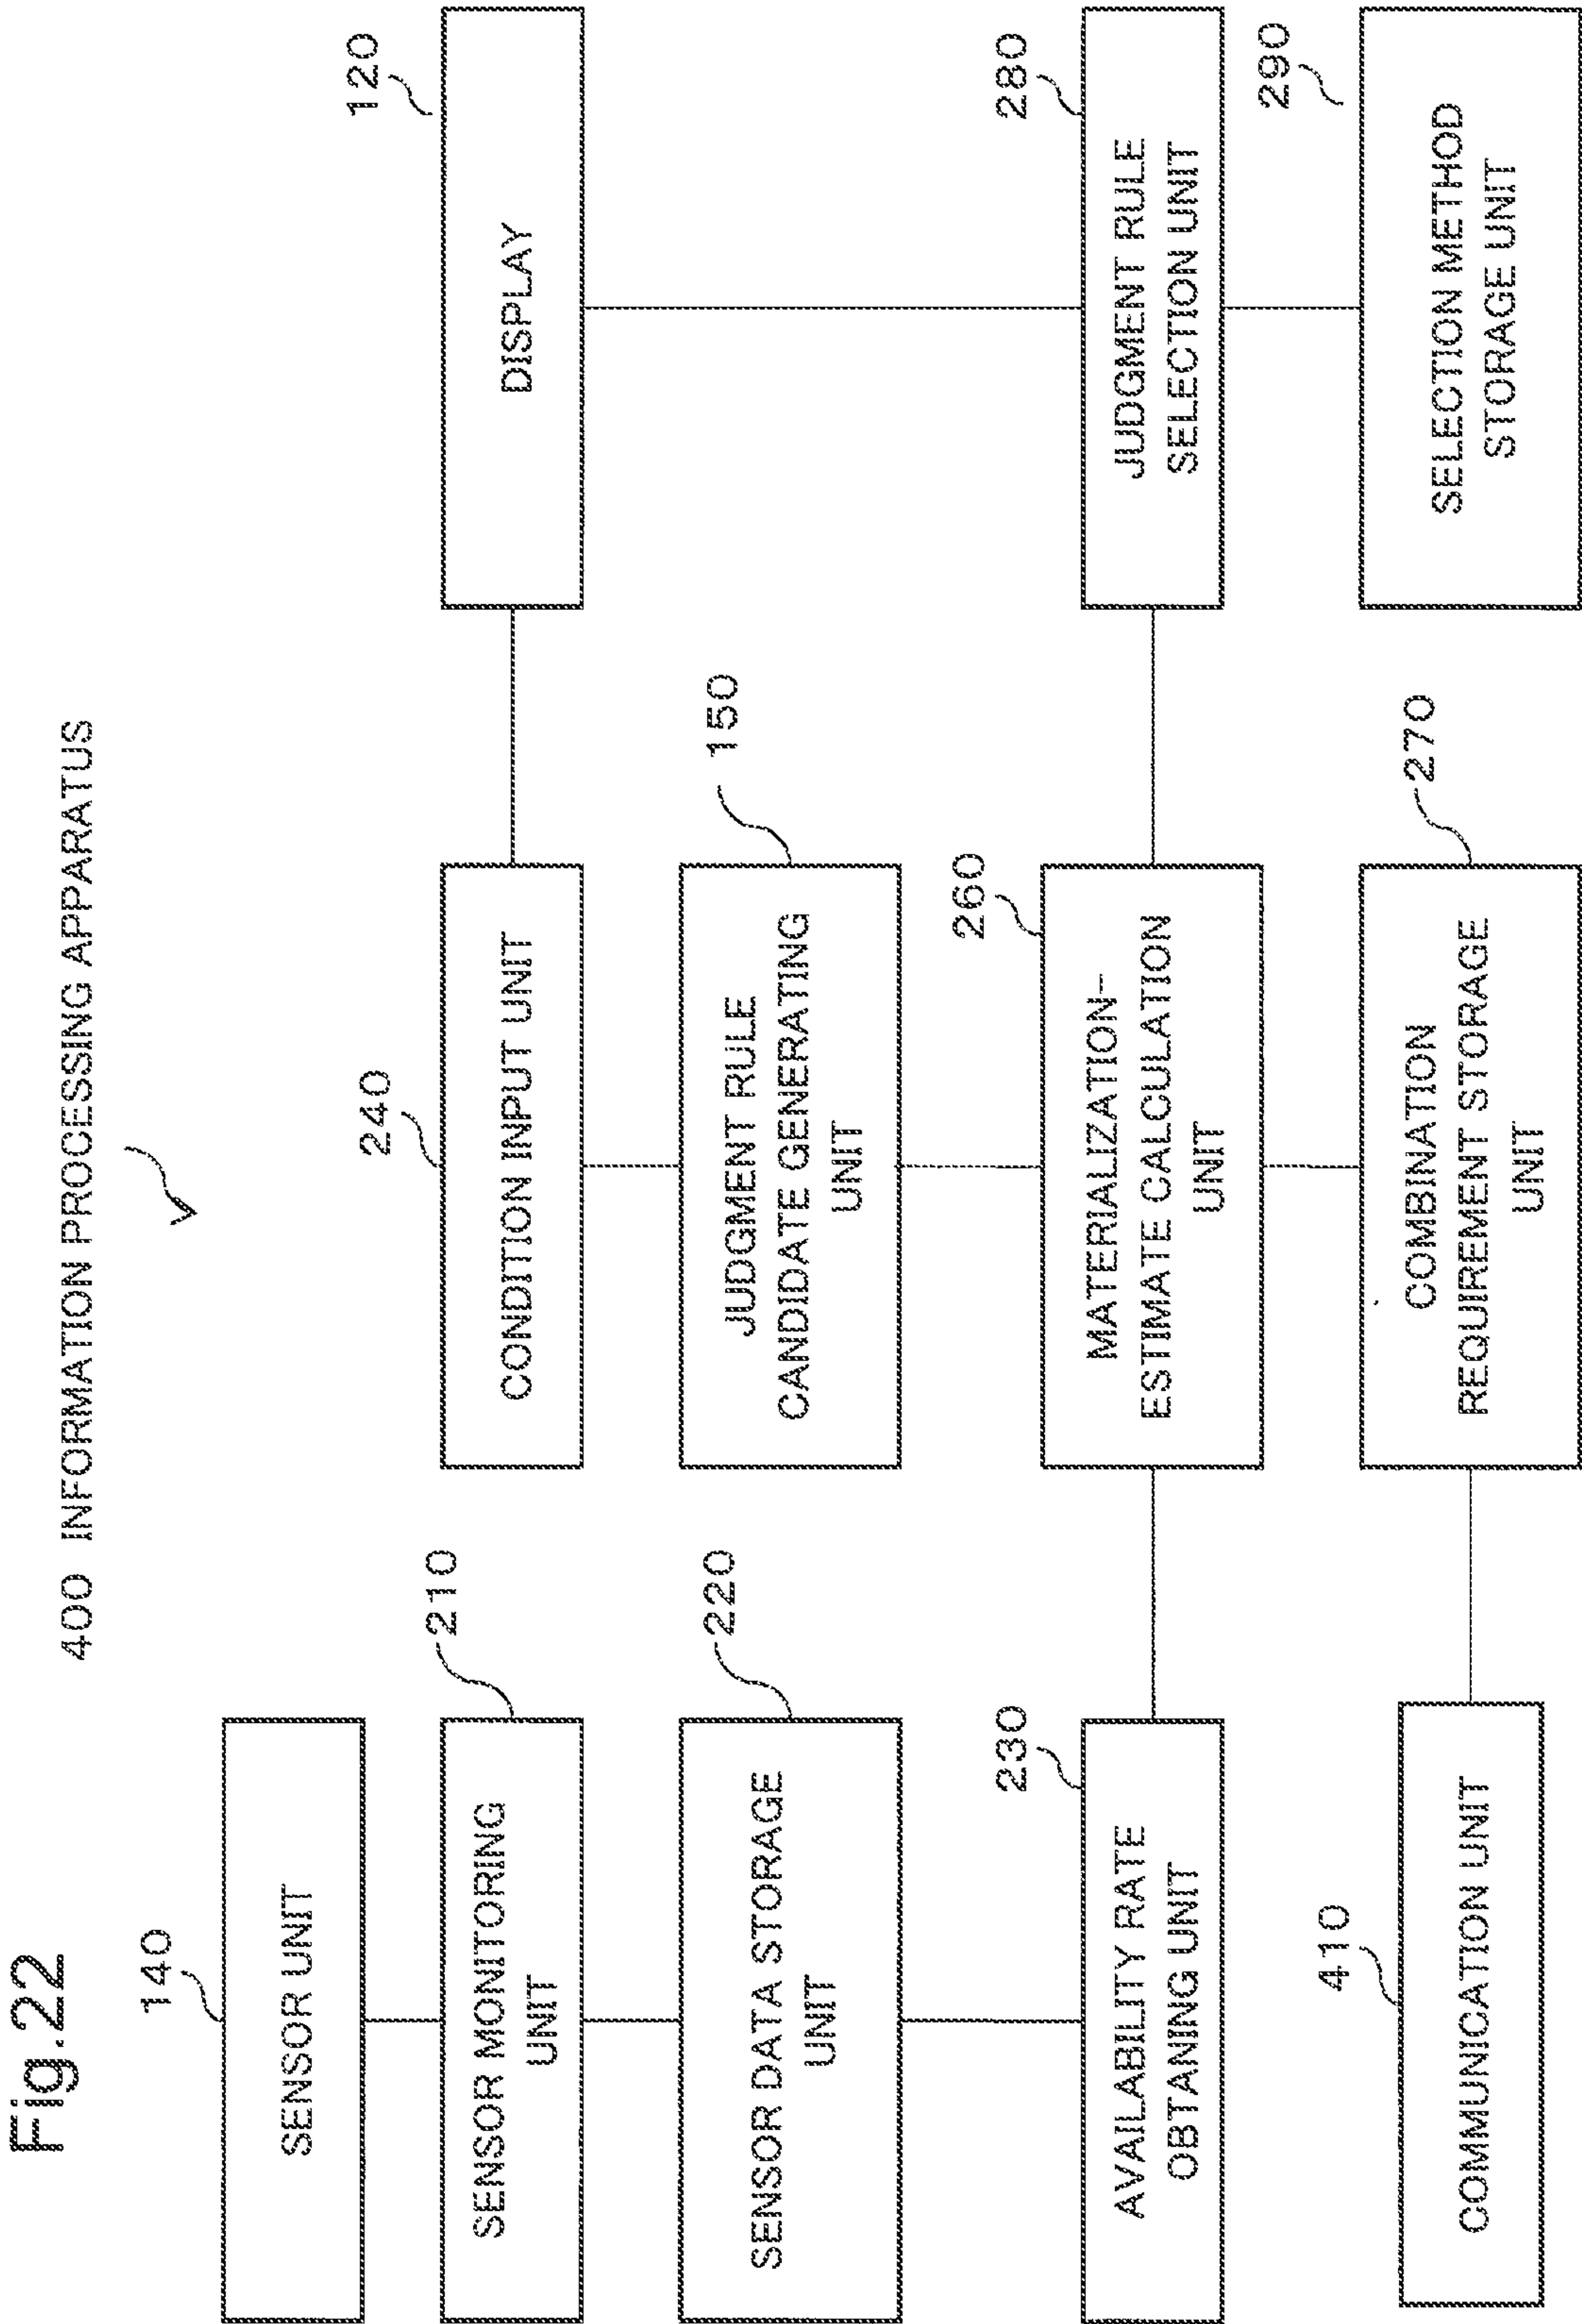 Fig.22
400 INFORMATION PROCESSING APPARATUS
140
SENSOR UNIT
210
SENSOR MONITORING
UNIT
220
SENSOR DATA STORAGE
UNIT
230
AVAILABILITY RATE
OBTANING UNIT
410
COMMUNICATION UNIT
240
CONDITION INPUT UNIT
150
JUDGMENT RULE
CANDIDATE GENERATING
UNIT
260
MATERIALIZATION-
ESTIMATE CALCULATION
UNIT
270
COMBINATION
REQUIREMENT STORAGE
UNIT
120
DISPLAY
280
JUDGMENT RULE
SELECTION UNIT
290
SELECTION METHOD
STORAGE UNIT